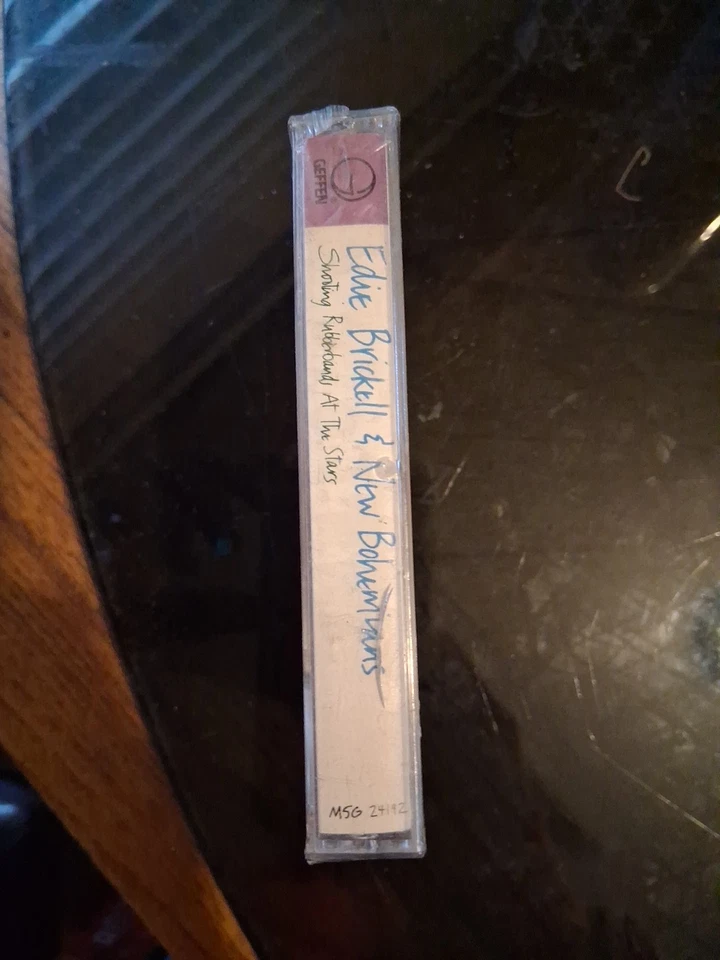 GEFFEN
Edie Brickell & New Bohemians
Shooting Rubberbands At The Stars
M5G 24192